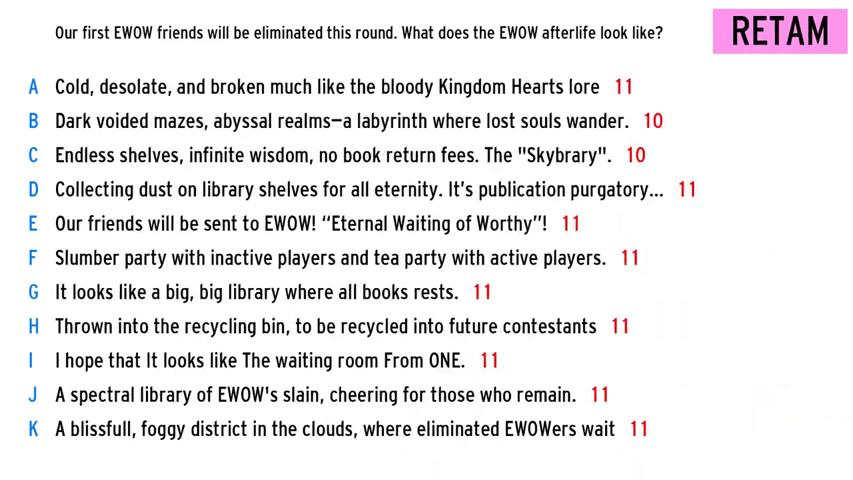 Our first EWOW friends will be eliminated this round. What does the EWOW afterlife look like?
RETAM
A Cold, desolate, and broken much like the bloody Kingdom Hearts lore 11
B Dark voided mazes, abyssal realms—a labyrinth where lost souls wander. 10
C Endless shelves, infinite wisdom, no book return fees. The "Skybrary". 10
D Collecting dust on library shelves for all eternity. It’s publication purgatory... 11
E Our friends will be sent to EWOW! “Eternal Waiting of Worthy”! 11
F Slumber party with inactive players and tea party with active players. 11
G It looks like a big, big library where all books rests. 11
H Thrown into the recycling bin, to be recycled into future contestants 11
I I hope that It looks like The waiting room From ONE. 11
J A spectral library of EWOW's slain, cheering for those who remain. 11
K A blissfull, foggy district in the clouds, where eliminated EWOWers wait 11